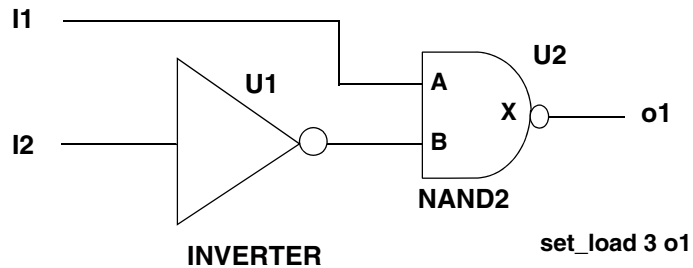 I1
U2
U1
A
X
o1
I2
B
NAND2
set_load 3 o1
INVERTER